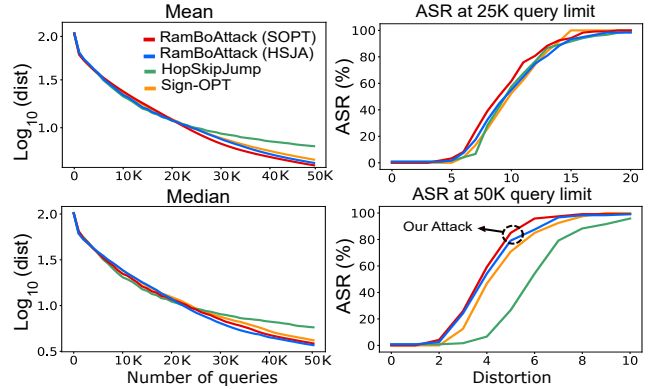 Mean
Log10 (dist)
2.0
1.5
1.0
0 10K 20K 30K 40K 50K
RamBoAttack (SOPT)
RamBoAttack (HSJA)
HopSkipJump
Sign-OPT
ASR at 25K query limit
ASR (%)
100
80
60
40
20
0
0 5 10 15 20
Median
Log10 (dist)
2.0
1.5
1.0
0.5
0 10K 20K 30K 40K 50K
Number of queries
ASR at 50K query limit
ASR (%)
100
80
60
40
20
0
Our Attack
0 2 4 6 8 10
Distortion